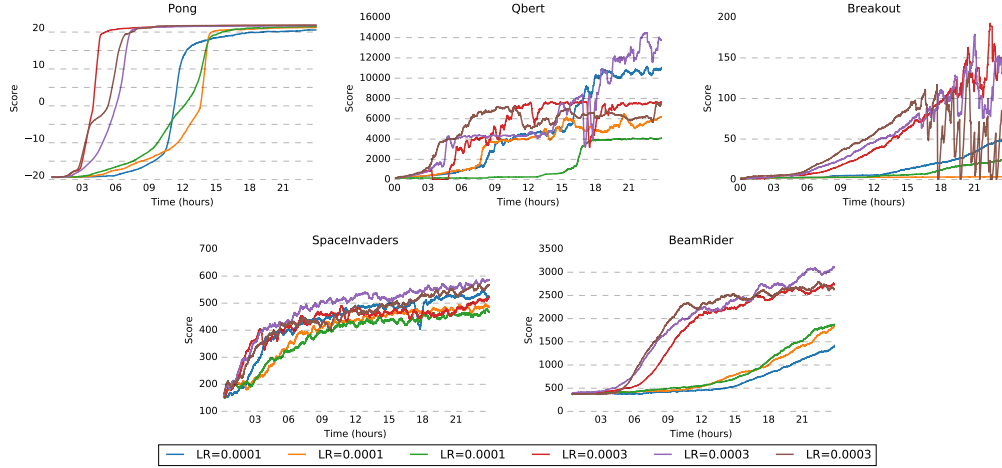 Pong
Score
20
10
0
−10
−20
03 06 09 12 15 18 21
Time (hours)
Qbert
Score
16000
14000
12000
10000
8000
6000
4000
2000
0
00 03 06 09 12 15 18 21
Time (hours)
Breakout
Score
200
150
100
50
0
00 03 06 09 12 15 18 21
Time (hours)
SpaceInvaders
Score
700
600
500
400
300
200
100
03 06 09 12 15 18 21
Time (hours)
BeamRider
Score
3500
3000
2500
2000
1500
1000
500
0
03 06 09 12 15 18 21
Time (hours)
LR=0.0001 LR=0.0001 LR=0.0001 LR=0.0003 LR=0.0003 LR=0.0003